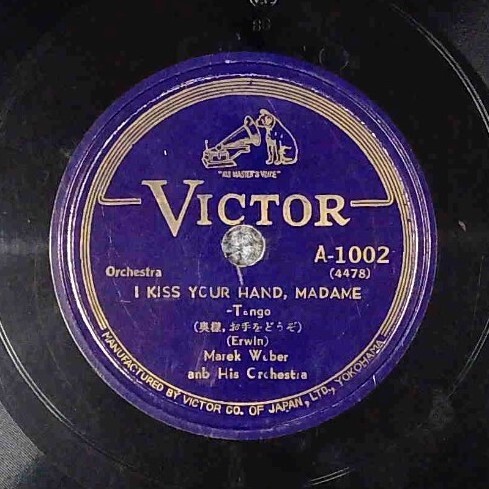 "HIS MASTER'S VOICE"
VICTOR
Orchestra
A-1002
(4478)
I KISS YOUR HAND, MADAME
-Tango
(奥様，お手をどうぞ)
(Erwin)
Marek Weber
anb His Orchestra
MANUFACTURED BY VICTOR CO. OF JAPAN, LTD., YOKOHAMA